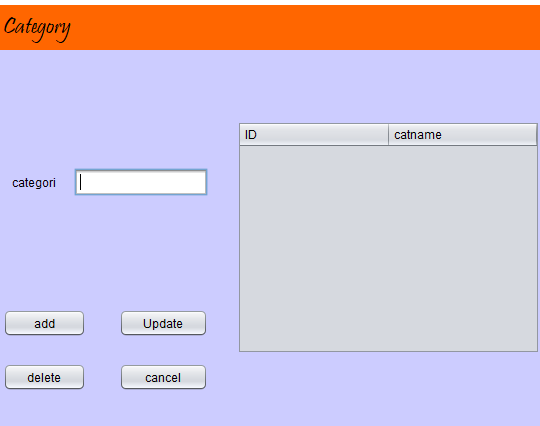 Category
ID catname
categori
add Update
delete cancel